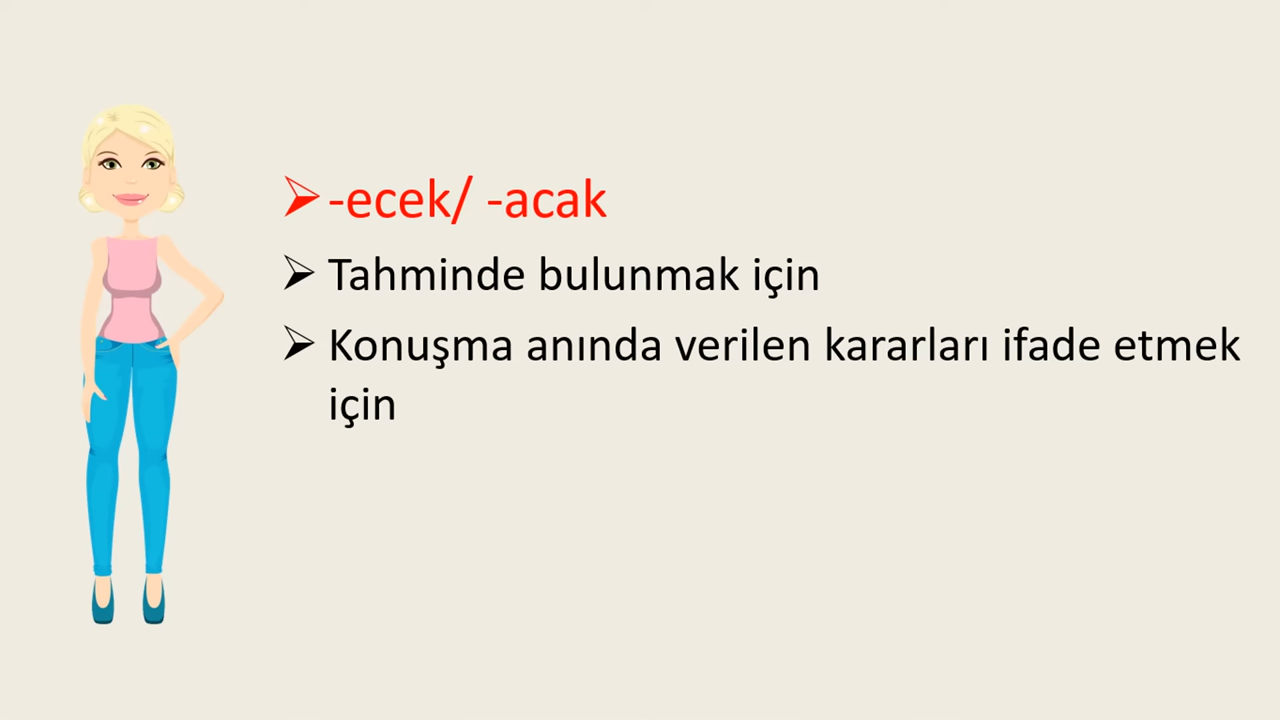 -ecek/ -acak
Tahminde bulunmak için
Konuşma anında verilen kararları ifade etmek
için